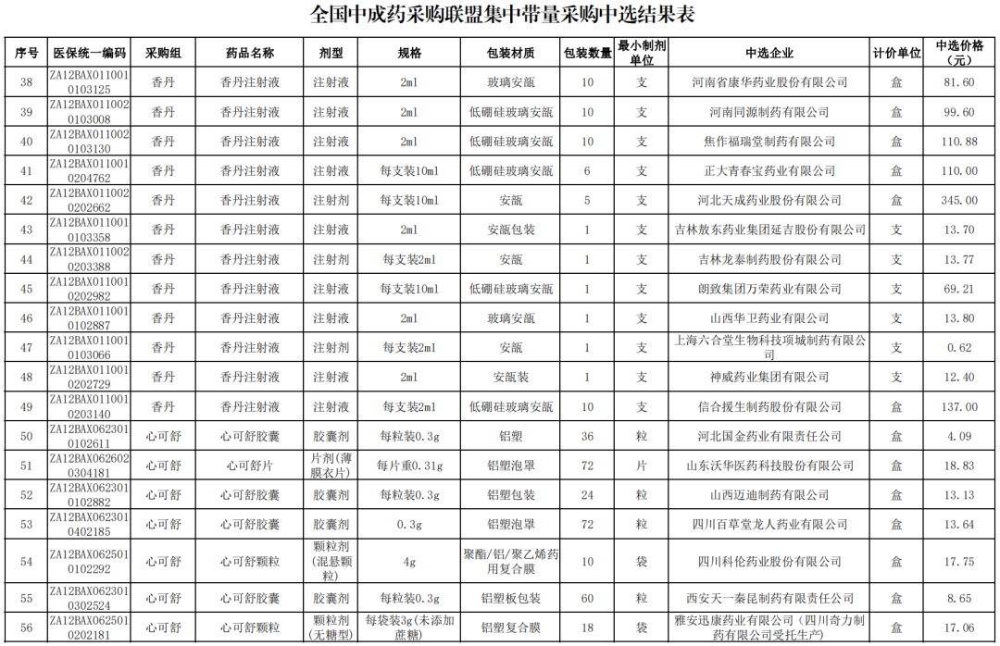 全国中成药采购联盟集中带量采购中选结果表
序号 医保统一编码 采购组 药品名称 剂型 规格 包装材质 包装数量 最小制剂单位 中选企业 计价单位 中选价格（元）
38 ZA12BAX0110010103125 香丹 香丹注射液 注射液 2ml 玻璃安瓿 10 支 河南省康华药业股份有限公司 盒 81.60
39 ZA12BAX0110020103008 香丹 香丹注射液 注射液 2ml 低硼硅玻璃安瓿 10 支 河南同源制药有限公司 盒 99.60
40 ZA12BAX0110020103130 香丹 香丹注射液 注射液 2ml 低硼硅玻璃安瓿 10 支 焦作福瑞堂制药有限公司 盒 110.88
41 ZA12BAX0110010204762 香丹 香丹注射液 注射液 每支装10ml 低硼硅玻璃安瓿 6 支 正大青春宝药业有限公司 盒 110.00
42 ZA12BAX0110020202662 香丹 香丹注射液 注射剂 每支装10ml 安瓿 5 支 河北天成药业股份有限公司 盒 345.00
43 ZA12BAX0110010103358 香丹 香丹注射液 注射液 2ml 安瓿包装 1 支 吉林敖东药业集团延吉股份有限公司 支 13.70
44 ZA12BAX0110020203388 香丹 香丹注射液 注射剂 每支装2ml 安瓿 1 支 吉林龙泰制药股份有限公司 支 13.77
45 ZA12BAX0110010202982 香丹 香丹注射液 注射液 每支装10ml 低硼硅玻璃安瓿 1 支 朗致集团万荣药业有限公司 支 69.21
46 ZA12BAX0110010102887 香丹 香丹注射液 注射液 2ml 玻璃安瓿 1 支 山西华卫药业有限公司 支 13.80
47 ZA12BAX0110010103066 香丹 香丹注射液 注射剂 每支装2ml 安瓿 1 支 上海六合堂生物科技项城制药有限公司 支 0.62
48 ZA12BAX0110010202729 香丹 香丹注射液 注射液 2ml 安瓿装 1 支 神威药业集团有限公司 支 12.40
49 ZA12BAX0110010203140 香丹 香丹注射液 注射液 每支装2ml 低硼硅玻璃安瓿 10 支 信合援生制药股份有限公司 盒 137.00
50 ZA12BAX0623010102611 心可舒 心可舒胶囊 胶囊剂 每粒装0.3g 铝塑 36 粒 河北国金药业有限责任公司 盒 4.09
51 ZA12BAX0626020304181 心可舒 心可舒片 片剂(薄膜衣片) 每片重0.31g 铝塑泡罩 72 片 山东沃华医药科技股份有限公司 盒 18.83
52 ZA12BAX0623010102882 心可舒 心可舒胶囊 胶囊剂 每粒装0.3g 铝塑包装 24 粒 山西迈迪制药有限公司 盒 13.13
53 ZA12BAX0623010402185 心可舒 心可舒胶囊 胶囊剂 0.3g 铝塑泡罩 72 粒 四川百草堂龙人药业有限公司 盒 13.64
54 ZA12BAX0625010102292 心可舒 心可舒颗粒 颗粒剂(混悬颗粒) 4g 聚酯/铝/聚乙烯药用复合膜 10 袋 四川科伦药业股份有限公司 盒 17.75
55 ZA12BAX0623010302524 心可舒 心可舒胶囊 胶囊剂 每粒装0.3g 铝塑板包装 60 粒 西安天一秦昆制药有限责任公司 盒 8.65
56 ZA12BAX0625010202181 心可舒 心可舒颗粒 颗粒剂(无糖型) 每袋装3g(未添加蔗糖) 铝塑复合膜 18 袋 雅安迅康药业有限公司（四川奇力制药有限公司受托生产） 盒 17.06